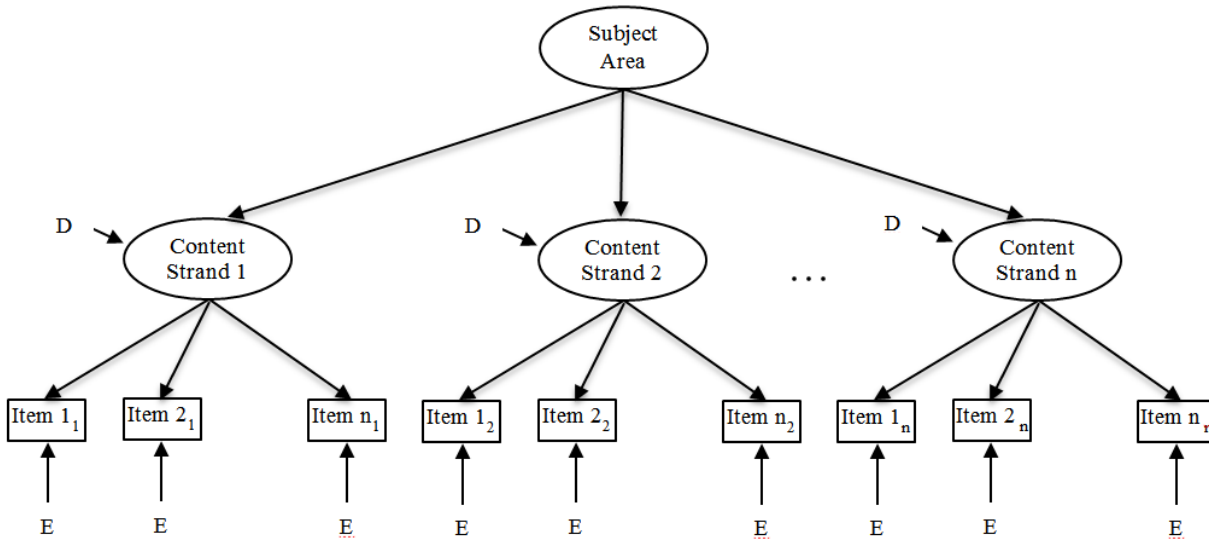 Subject
Area
D
Content
Strand 1
D
Content
Strand 2
...
D
Content
Strand n
Item 1₁
Item 2₁
Item n₁
Item 1₂
Item 2₂
Item n₂
Item 1ₙ
Item 2ₙ
Item nₙ
E
E
E
E
E
E
E
E
E